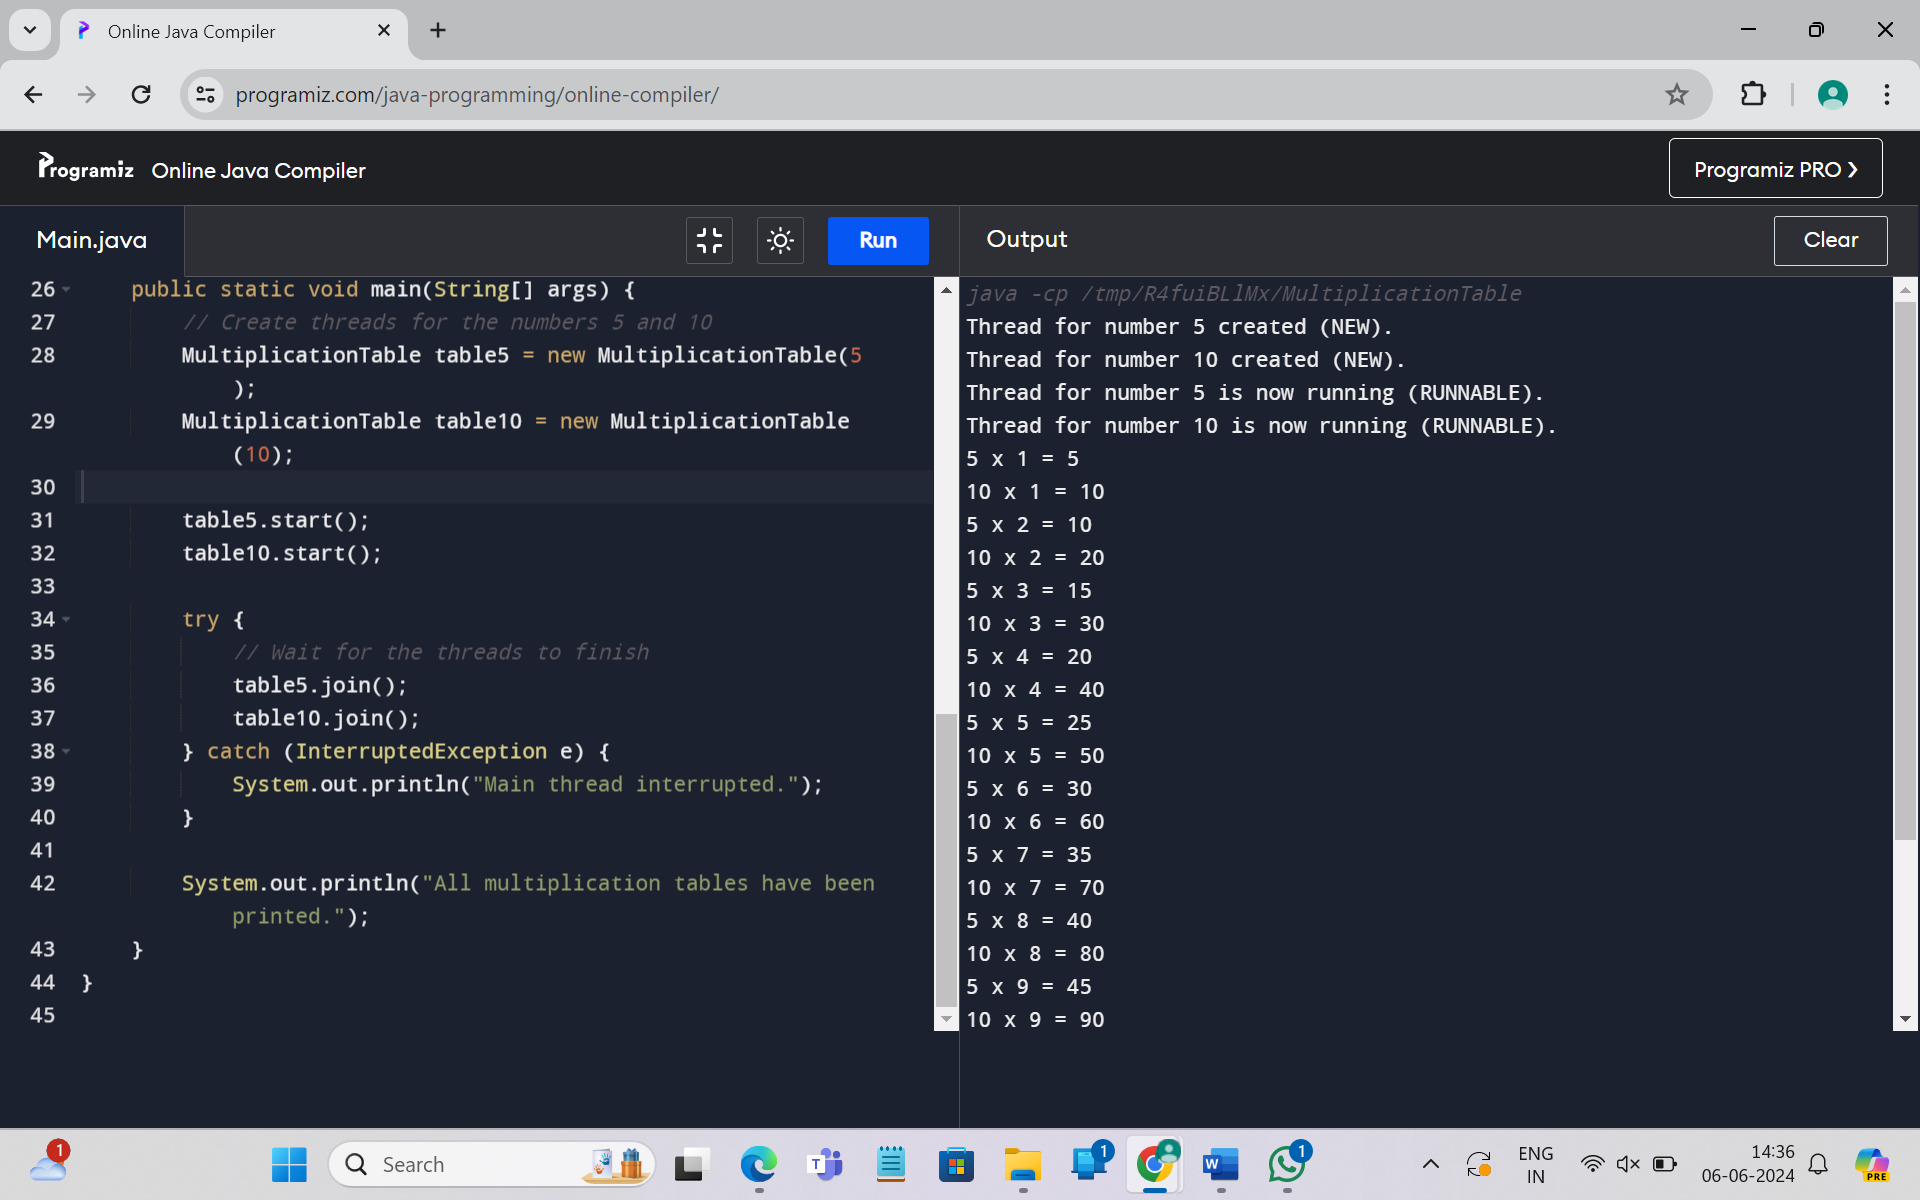 Online Java Compiler
programiz.com/java-programming/online-compiler/
Programiz Online Java Compiler
Programiz PRO ❯
Main.java
Run
Output
Clear
26 public static void main(String[] args) {
27 // Create threads for the numbers 5 and 10
28 MultiplicationTable table5 = new MultiplicationTable(5
);
29 MultiplicationTable table10 = new MultiplicationTable
(10);
30
31 table5.start();
32 table10.start();
33
34 try {
35 // Wait for the threads to finish
36 table5.join();
37 table10.join();
38 } catch (InterruptedException e) {
39 System.out.println("Main thread interrupted.");
40 }
41
42 System.out.println("All multiplication tables have been
printed.");
43 }
44 }
45
java -cp /tmp/R4fuiBLlMx/MultiplicationTable
Thread for number 5 created (NEW).
Thread for number 10 created (NEW).
Thread for number 5 is now running (RUNNABLE).
Thread for number 10 is now running (RUNNABLE).
5 x 1 = 5
10 x 1 = 10
5 x 2 = 10
10 x 2 = 20
5 x 3 = 15
10 x 3 = 30
5 x 4 = 20
10 x 4 = 40
5 x 5 = 25
10 x 5 = 50
5 x 6 = 30
10 x 6 = 60
5 x 7 = 35
10 x 7 = 70
5 x 8 = 40
10 x 8 = 80
5 x 9 = 45
10 x 9 = 90
1
Search
T
1
W
1
ENG
IN
14:36
06-06-2024
PRE